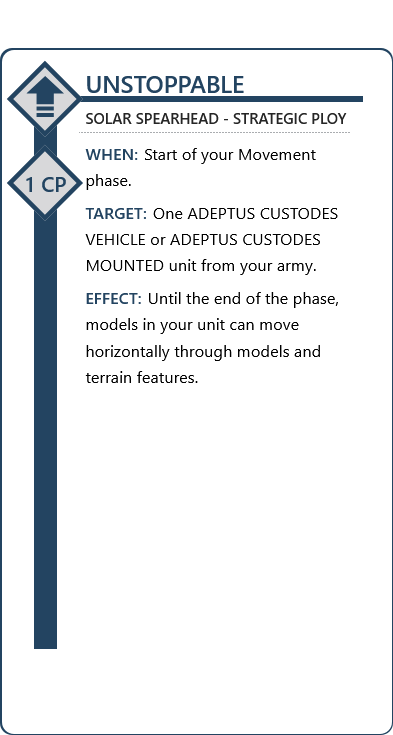 UNSTOPPABLE
SOLAR SPEARHEAD - STRATEGIC PLOY
1 CP
WHEN: Start of your Movement
phase.
TARGET: One ADEPTUS CUSTODES
VEHICLE or ADEPTUS CUSTODES
MOUNTED unit from your army.
EFFECT: Until the end of the phase,
models in your unit can move
horizontally through models and
terrain features.